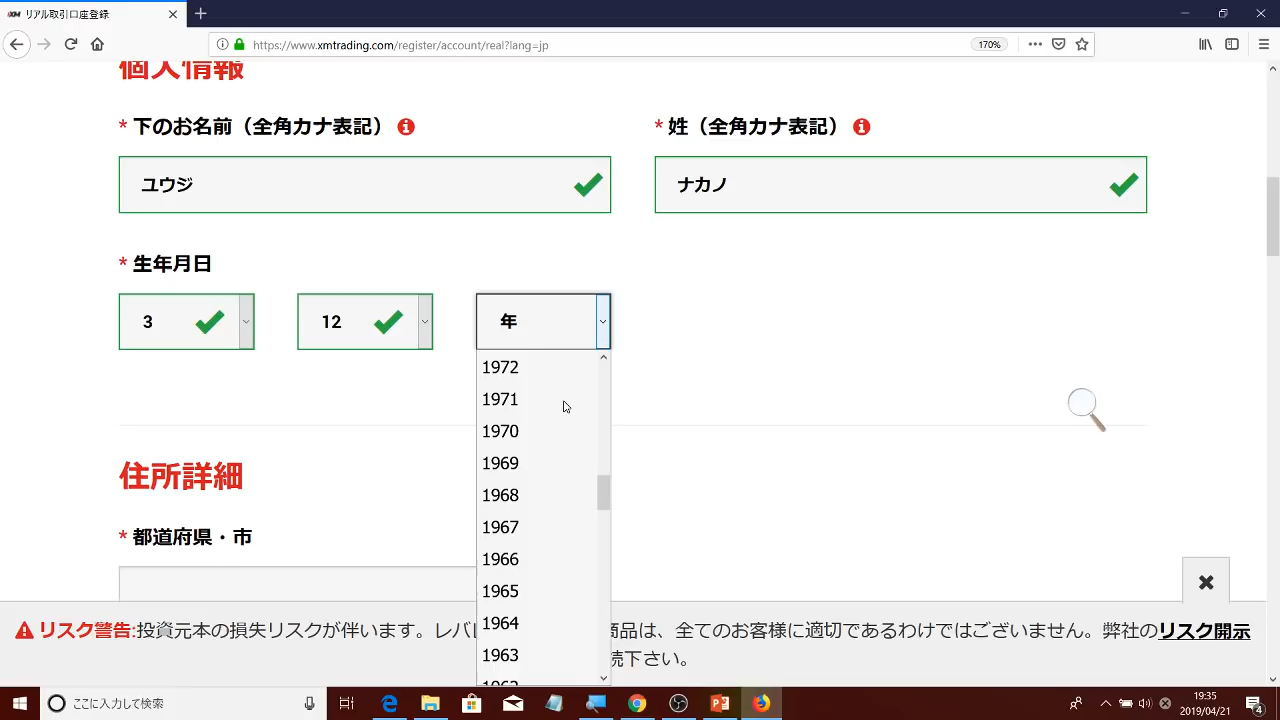 XM リアル取引口座登録
https://www.xmtrading.com/register/account/real?lang=jp
170%
個人情報
* 下のお名前（全角カナ表記）
* 姓（全角カナ表記）
ユウジ
ナカノ
* 生年月日
3
12
年
1972
1971
1970
1969
1968
1967
1966
1965
1964
1963
住所詳細
* 都道府県・市
リスク警告:投資元本の損失リスクが伴います。レバレ
商品は、全てのお客様に適切であるわけではございません。弊社のリスク開示
読下さい。
ここに入力して検索
19:35
2019/04/21
4